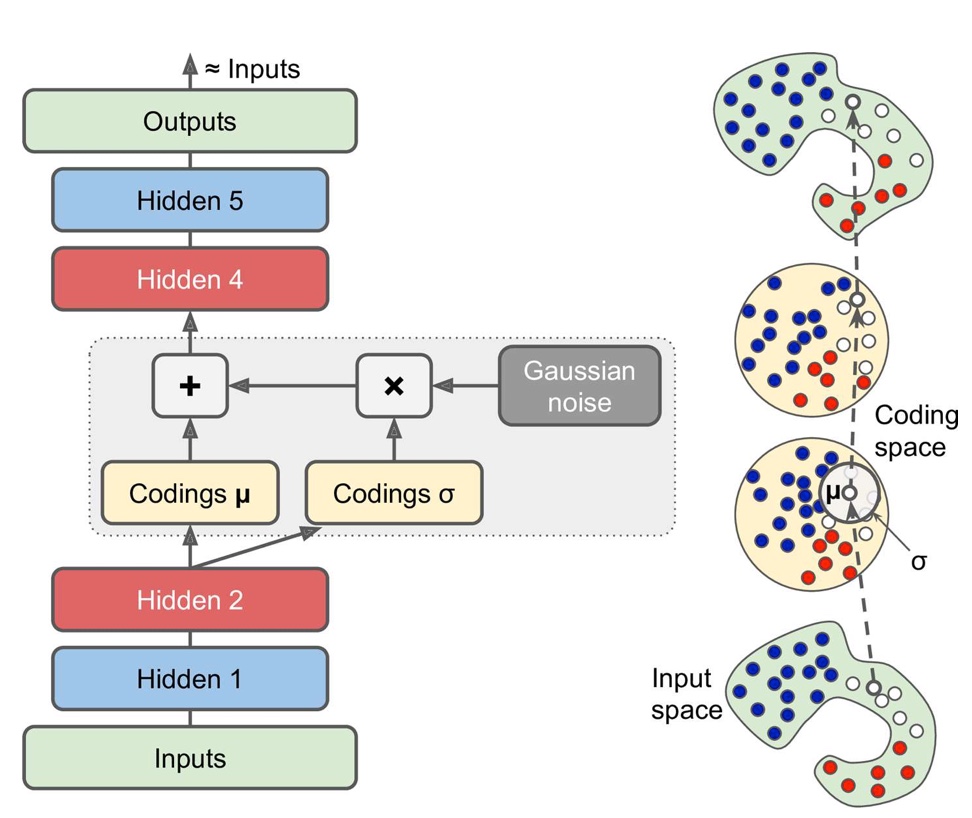 ≈ Inputs
Outputs
Hidden 5
Hidden 4
+
×
Gaussian
noise
Codings μ
Codings σ
Hidden 2
Hidden 1
Inputs
Coding
space
μ
σ
Input
space